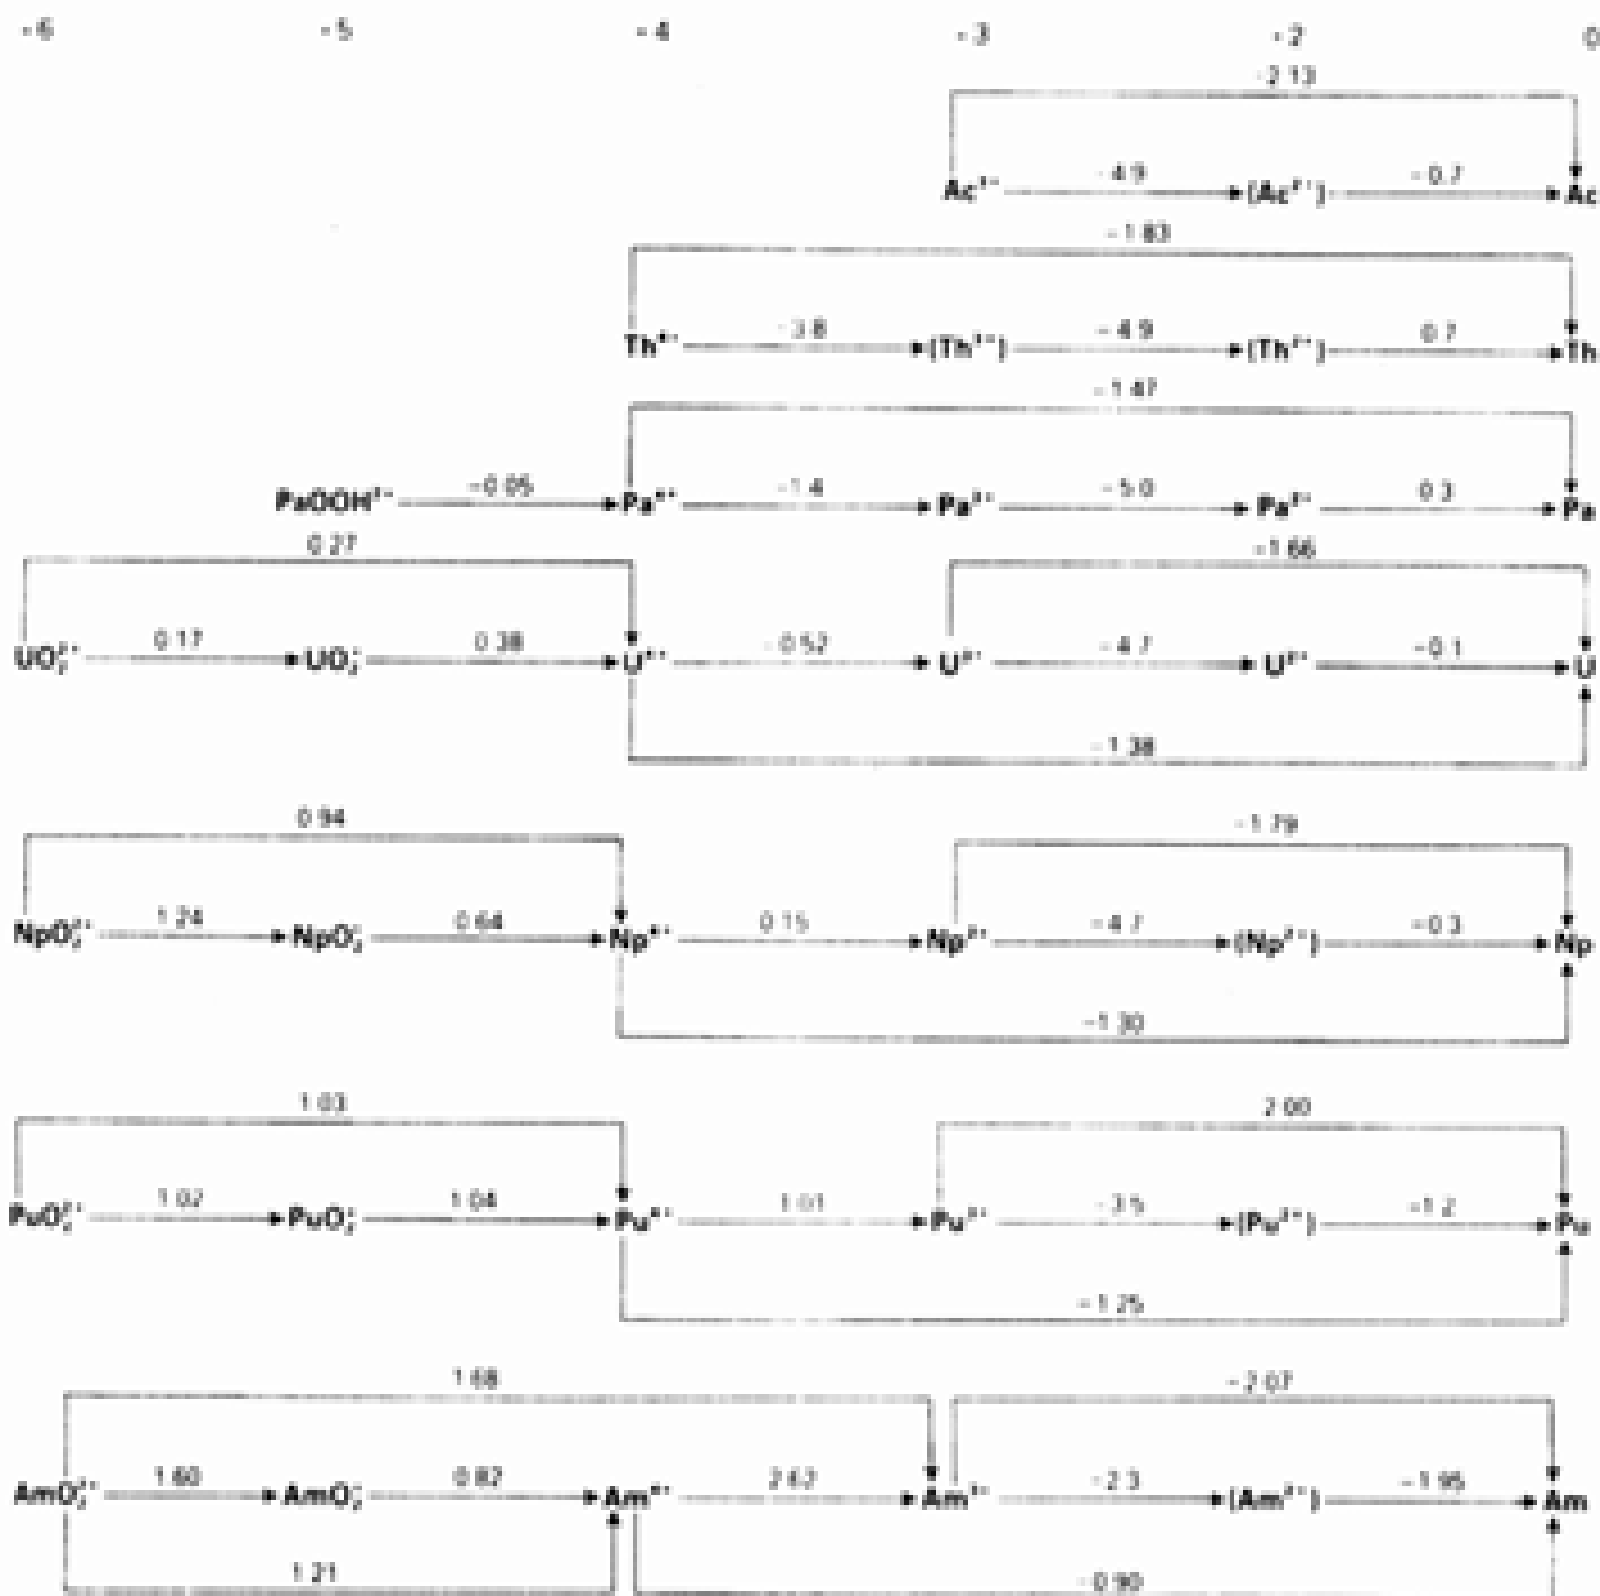 -6 -5 -4 -3 -2 0
-2.13
Ac³⁺ -4.9 (Ac²⁺) -0.7 Ac
-1.83
Th⁴⁺ -3.8 (Th³⁺) -4.9 (Th²⁺) 0.7 Th
-1.47
PaOOH²⁺ -0.05 Pa⁴⁺ -1.4 Pa³⁺ -5.0 Pa²⁺ 0.3 Pa
0.27 -1.66
UO₂²⁺ 0.17 UO₂⁺ 0.38 U⁴⁺ -0.52 U³⁺ -4.7 U²⁺ -0.1 U
-1.38
0.94 -1.79
NpO₂²⁺ 1.24 NpO₂⁺ 0.64 Np⁴⁺ 0.15 Np³⁺ -4.7 (Np²⁺) -0.3 Np
-1.30
1.03 2.00
PuO₂²⁺ 1.02 PuO₂⁺ 1.04 Pu⁴⁺ 1.01 Pu³⁺ -3.5 (Pu²⁺) -1.2 Pu
-1.25
1.68 -2.07
AmO₂²⁺ 1.60 AmO₂⁺ 0.82 Am⁴⁺ 2.62 Am³⁺ -2.3 (Am²⁺) -1.95 Am
1.21 -0.90